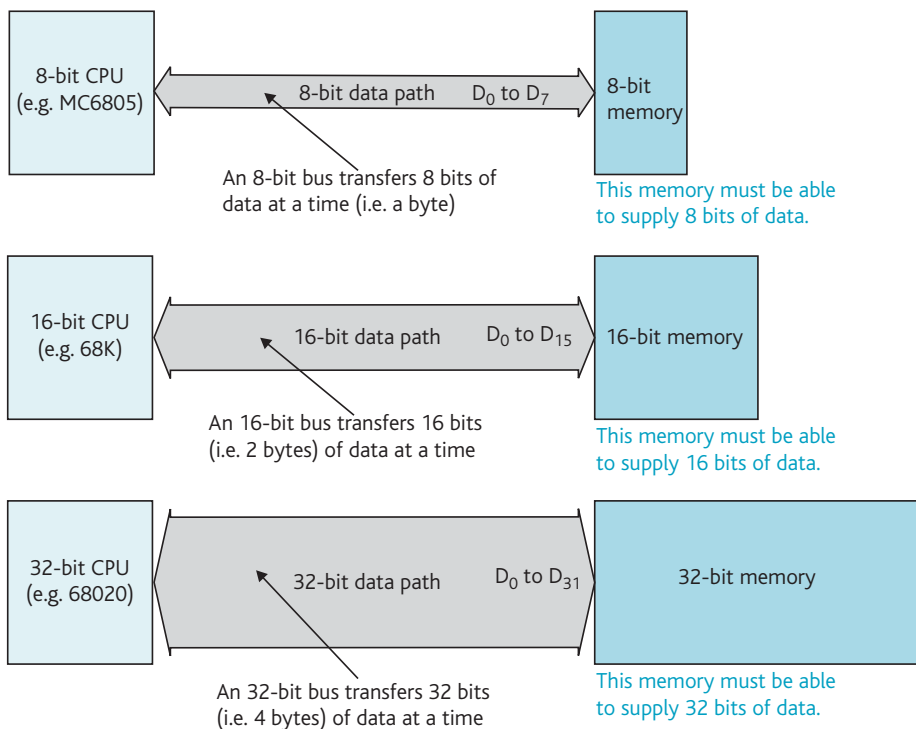 8-bit CPU
(e.g. MC6805)
8-bit data path D0 to D7
8-bit
memory
An 8-bit bus transfers 8 bits of
data at a time (i.e. a byte)
This memory must be able
to supply 8 bits of data.
16-bit CPU
(e.g. 68K)
16-bit data path D0 to D15
16-bit memory
An 16-bit bus transfers 16 bits
(i.e. 2 bytes) of data at a time
This memory must be able
to supply 16 bits of data.
32-bit CPU
(e.g. 68020)
32-bit data path D0 to D31
32-bit memory
An 32-bit bus transfers 32 bits
(i.e. 4 bytes) of data at a time
This memory must be able
to supply 32 bits of data.